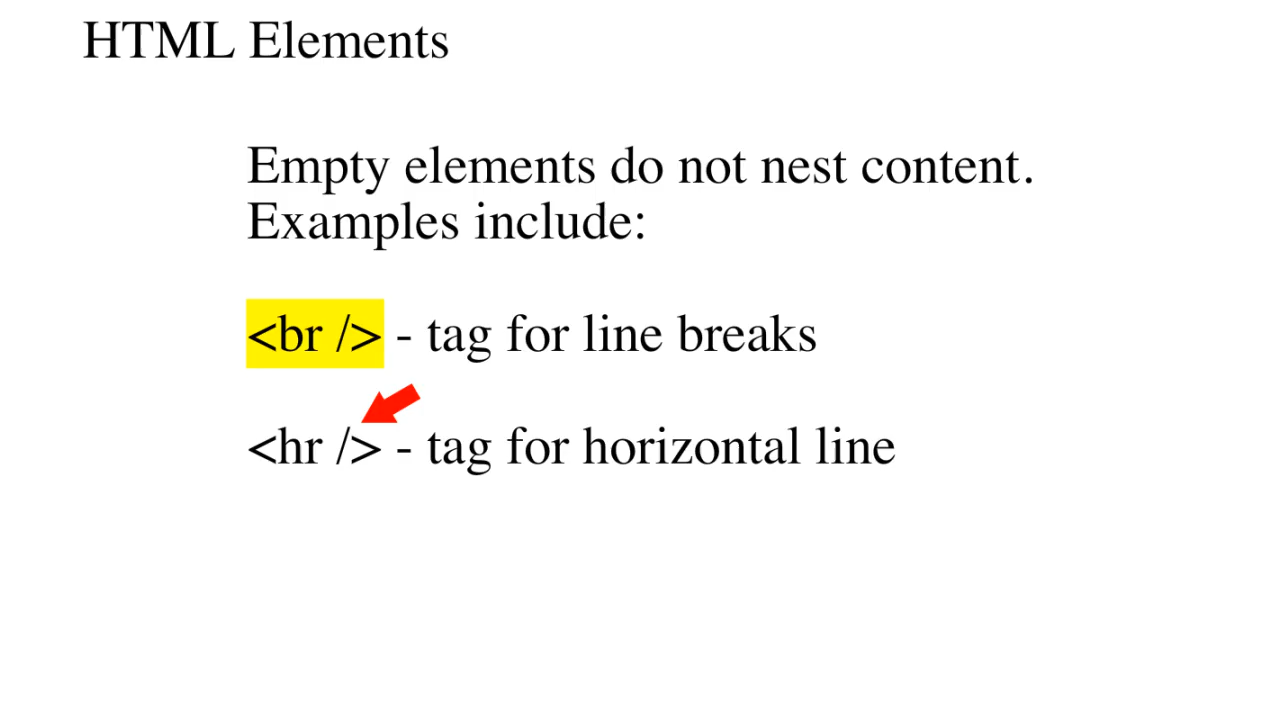 HTML Elements
Empty elements do not nest content.
Examples include:
<br /> - tag for line breaks
<hr /> - tag for horizontal line